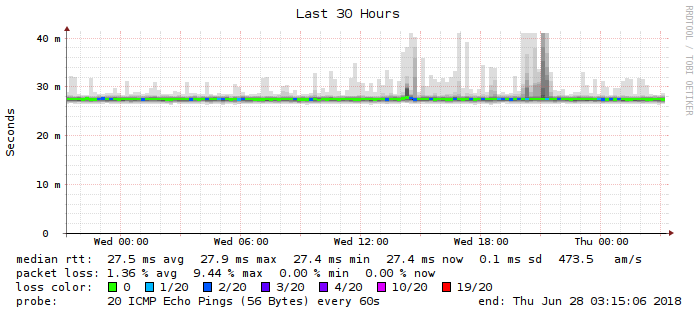 Last 30 Hours
RRDTOOL / TOBI OETIKER
Seconds
40 m
30 m
20 m
10 m
0
Wed 00:00 Wed 06:00 Wed 12:00 Wed 18:00 Thu 00:00
median rtt: 27.5 ms avg 27.9 ms max 27.4 ms min 27.4 ms now 0.1 ms sd 473.5 am/s
packet loss: 1.36 % avg 9.44 % max 0.00 % min 0.00 % now
loss color: 0 1/20 2/20 3/20 4/20 10/20 19/20
probe: 20 ICMP Echo Pings (56 Bytes) every 60s end: Thu Jun 28 03:15:06 2018